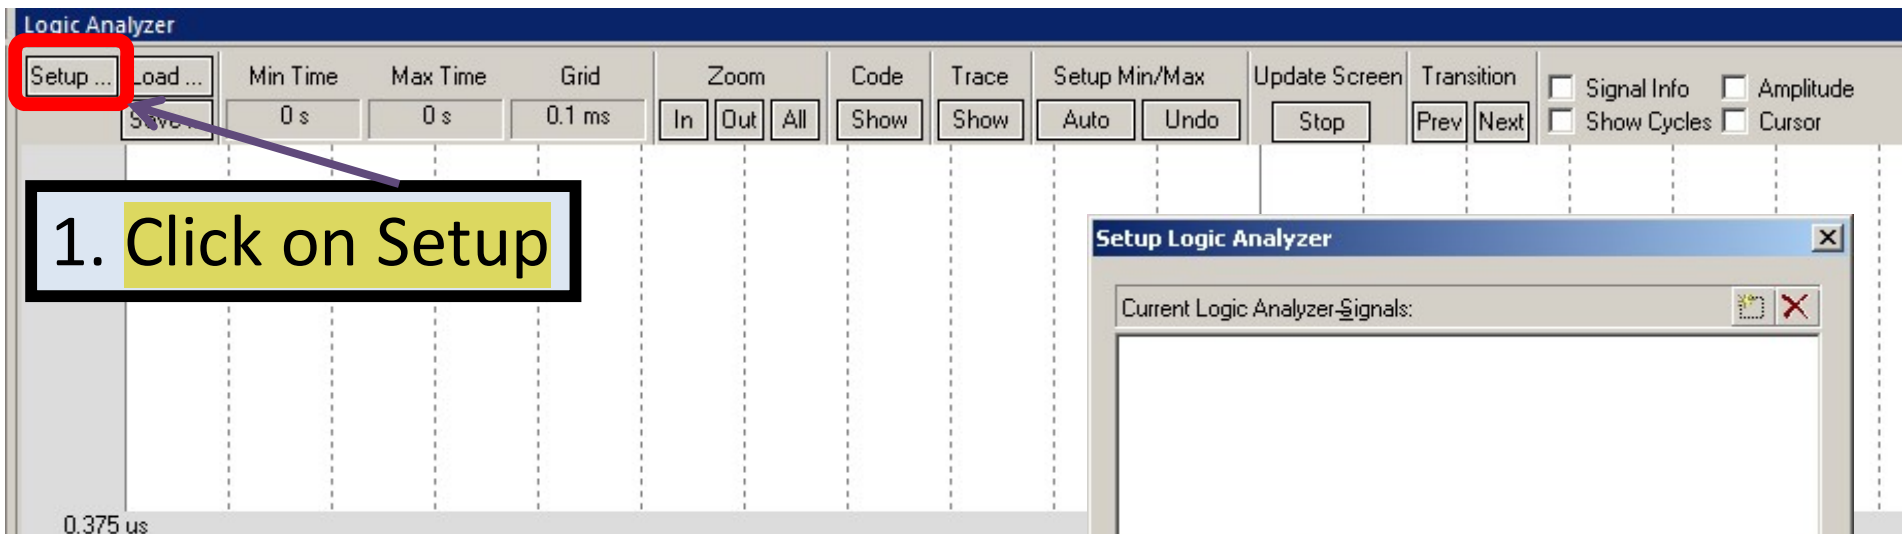 Logic Analyzer
Setup ... Load ... Min Time Max Time Grid Zoom Code Trace Setup Min/Max Update Screen Transition Signal Info Amplitude
Save ... 0 s 0 s 0.1 ms In Out All Show Show Auto Undo Stop Prev Next Show Cycles Cursor
1. Click on Setup
Setup Logic Analyzer
Current Logic Analyzer Signals:
0.375 us